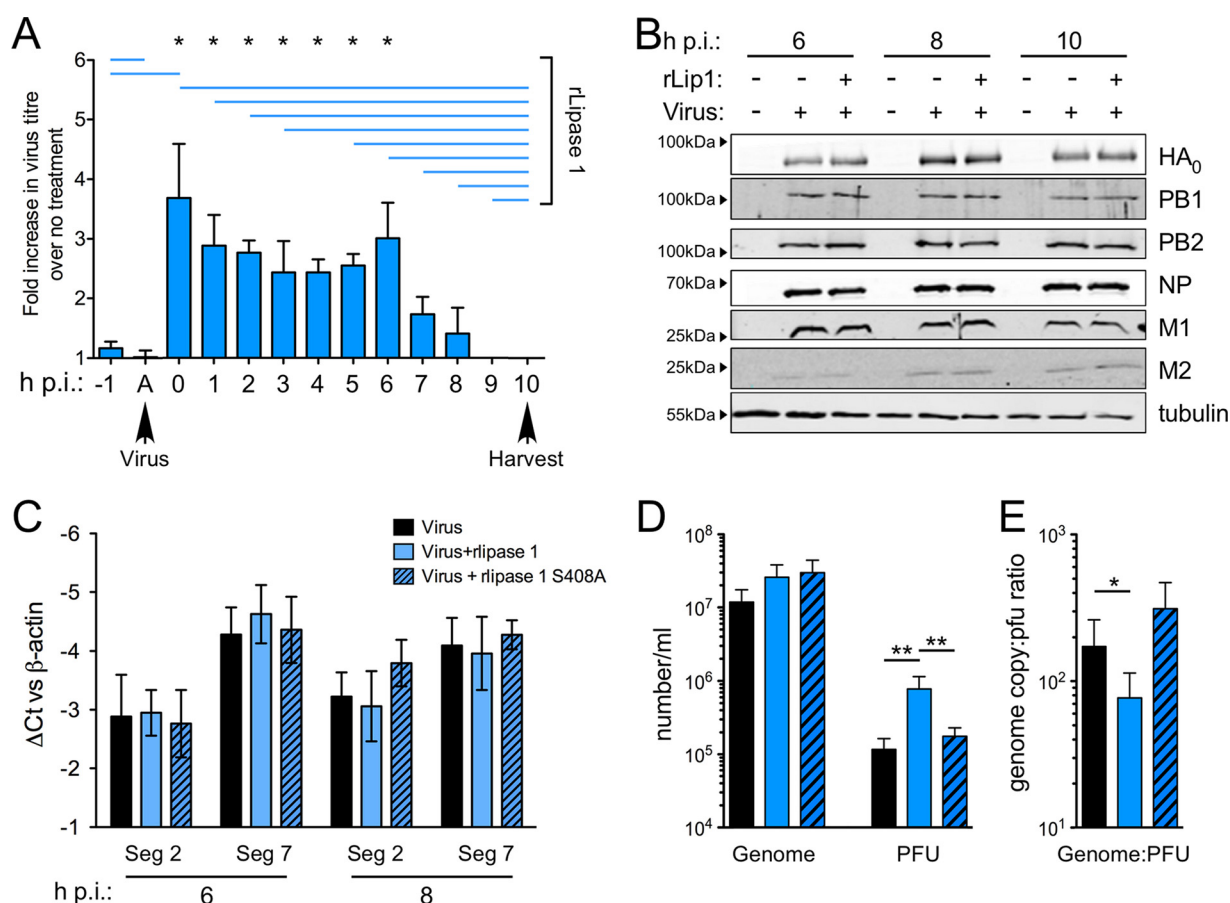 A
* * * * * * *
6
5
4
3
2
1
Fold increase in virus titre
over no treatment
rLipase 1
h p.i.: -1 A 0 1 2 3 4 5 6 7 8 9 10
Virus Harvest
B
h p.i.: 6 8 10
rLip1: - - + - - + - - +
Virus: - + + - + + - + +
100kDa HA0
100kDa PB1
100kDa PB2
70kDa NP
25kDa M1
25kDa M2
55kDa tubulin
C
-6
-5
-4
-3
-2
-1
ΔCt vs β-actin
Virus
Virus+rlipase 1
Virus + rlipase 1 S408A
Seg 2 Seg 7 Seg 2 Seg 7
h p.i.: 6 8
D
10^8
10^7
10^6
10^5
10^4
number/ml
** **
Genome PFU
E
10^3
10^2
10^1
genome copy:pfu ratio
*
Genome:PFU